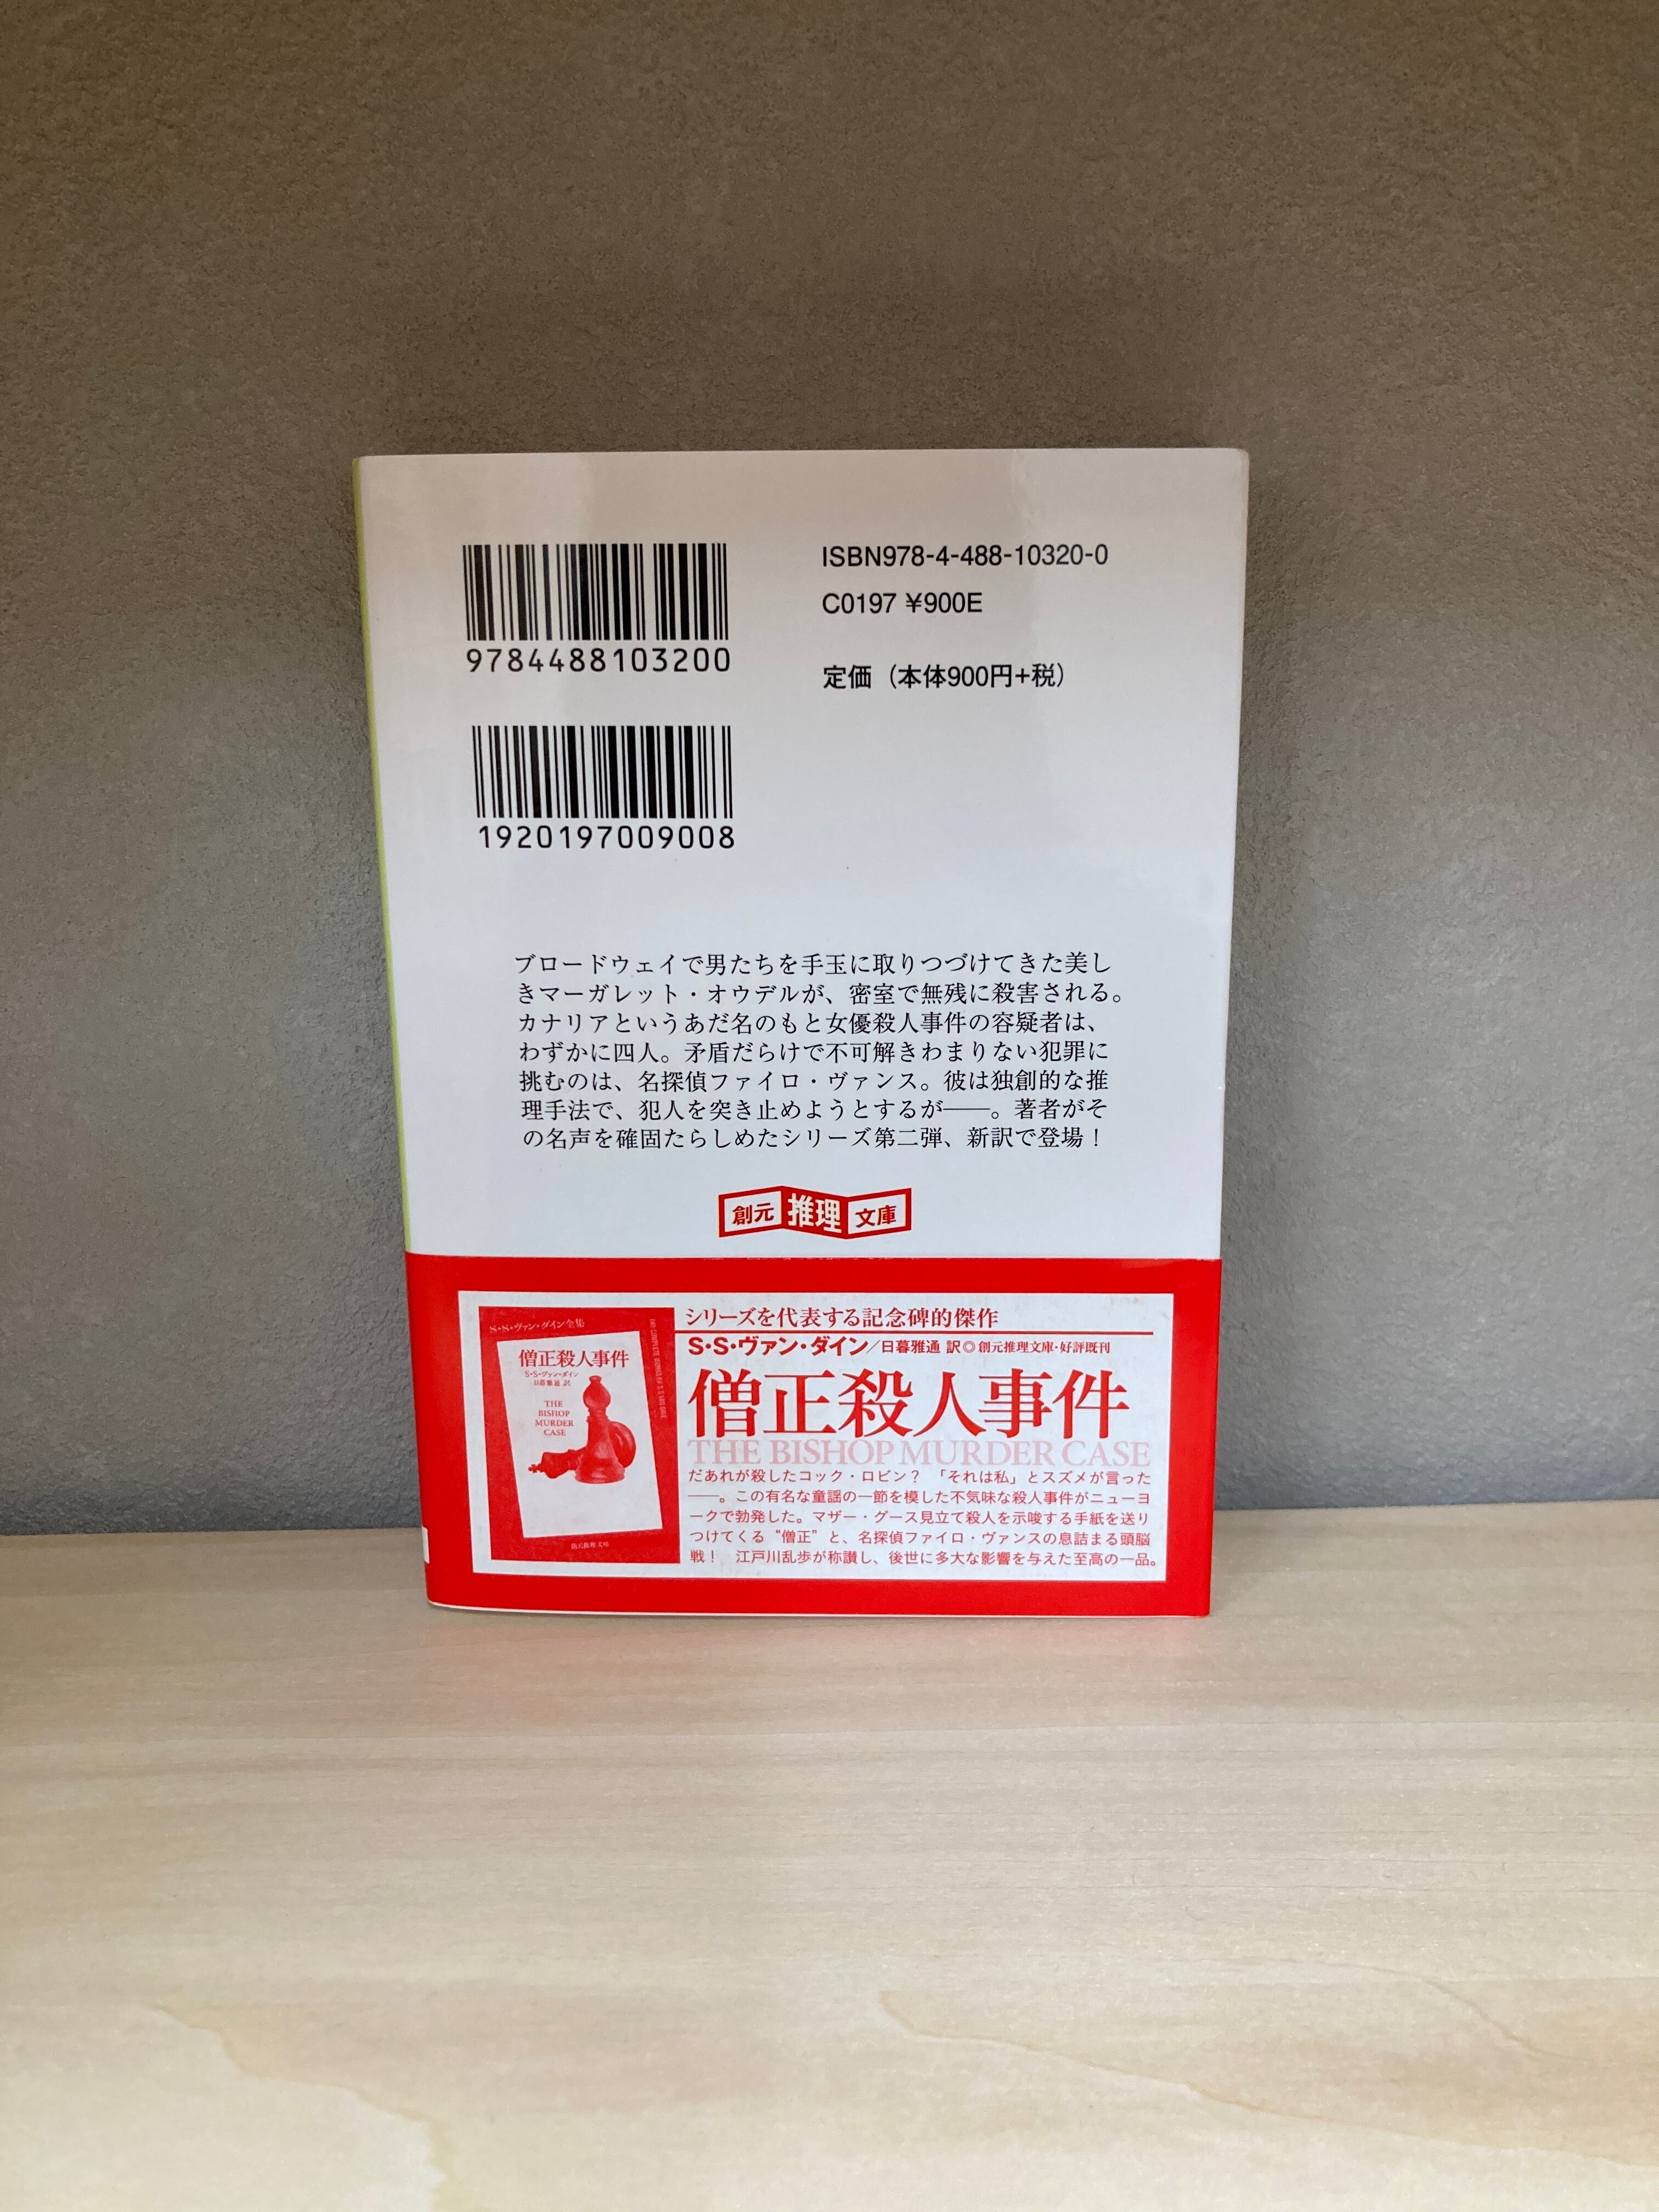 9784488103200
ISBN978-4-488-10320-0
C0197 ¥900E
定価（本体900円+税）
1920197009008
ブロードウェイで男たちを手玉に取りつづけてきた美し
きマーガレット・オウデルが、密室で無残に殺害される。
カナリアというあだ名のもと女優殺人事件の容疑者は、
わずかに四人。矛盾だらけで不可解きわまりない犯罪に
挑むのは、名探偵ファイロ・ヴァンス。彼は独創的な推
理手法で、犯人を突き止めようとするが――。著者がそ
の名声を確固たらしめたシリーズ第二弾、新訳で登場！
創元推理文庫
シリーズを代表する記念碑的傑作
S・S・ヴァン・ダイン／日暮雅通 訳◎創元推理文庫・好評既刊
僧正殺人事件
THE BISHOP MURDER CASE
だあれが殺したコック・ロビン？ 「それは私」とスズメが言った
――。この有名な童謡の一節を模した不気味な殺人事件がニューヨ
ークで勃発した。マザー・グース見立て殺人を示唆する手紙を送り
つけてくる“僧正”と、名探偵ファイロ・ヴァンスの息詰まる頭脳
戦！ 江戸川乱歩が称讃し、後世に多大な影響を与えた至高の一品。
S・S・ヴァン・ダイン全集
僧正殺人事件
S・S・ヴァン・ダイン
日暮雅通 訳
THE
BISHOP
MURDER
CASE
創元推理文庫